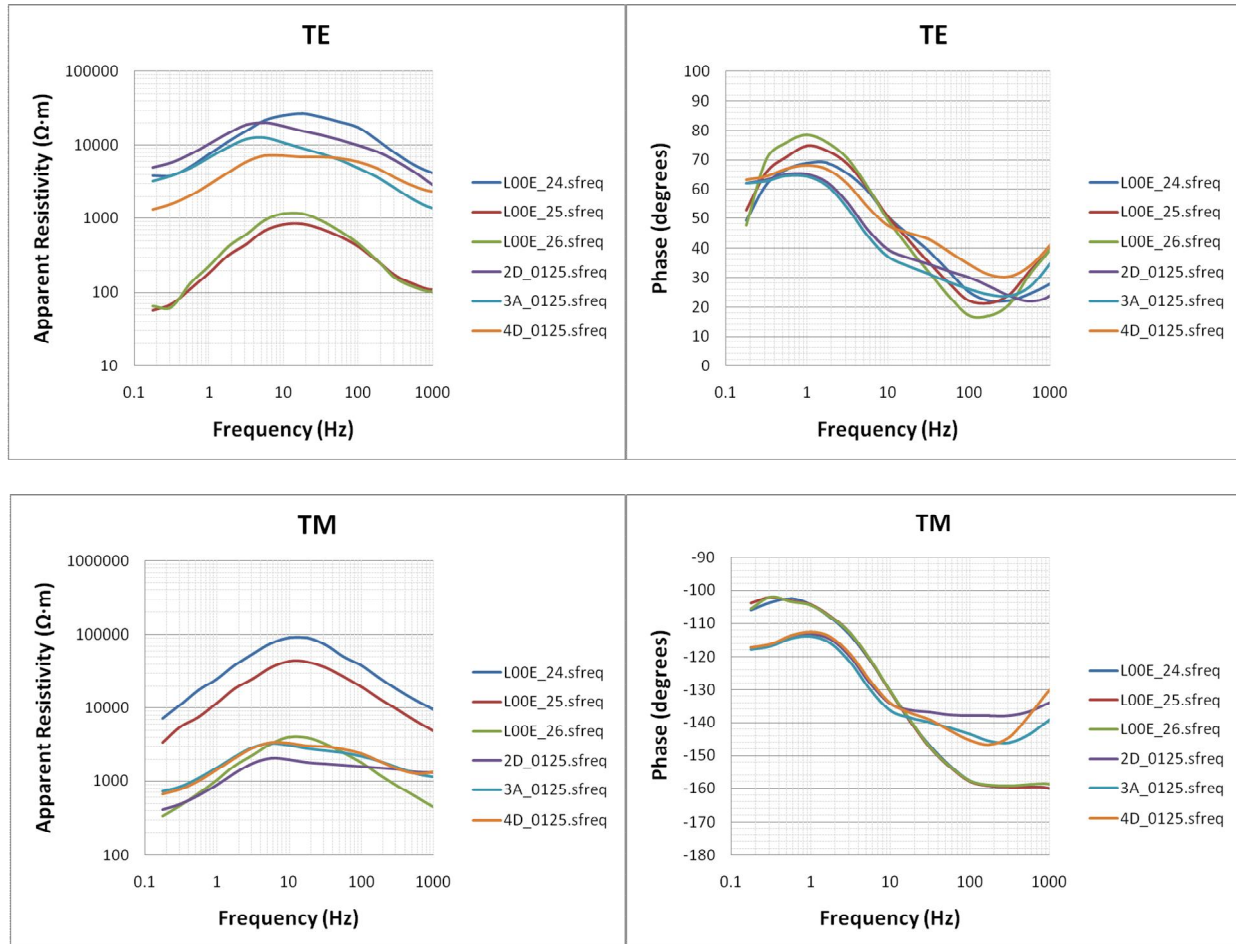 TE
Apparent Resistivity (Ω·m)
100000
10000
1000
100
10
0.1 1 10 100 1000
Frequency (Hz)
L00E_24.sfreq
L00E_25.sfreq
L00E_26.sfreq
2D_0125.sfreq
3A_0125.sfreq
4D_0125.sfreq
TE
Phase (degrees)
100
90
80
70
60
50
40
30
20
10
0
0.1 1 10 100 1000
Frequency (Hz)
L00E_24.sfreq
L00E_25.sfreq
L00E_26.sfreq
2D_0125.sfreq
3A_0125.sfreq
4D_0125.sfreq
TM
Apparent Resistivity (Ω·m)
1000000
100000
10000
1000
100
0.1 1 10 100 1000
Frequency (Hz)
L00E_24.sfreq
L00E_25.sfreq
L00E_26.sfreq
2D_0125.sfreq
3A_0125.sfreq
4D_0125.sfreq
TM
Phase (degrees)
-90
-100
-110
-120
-130
-140
-150
-160
-170
-180
0.1 1 10 100 1000
Frequency (Hz)
L00E_24.sfreq
L00E_25.sfreq
L00E_26.sfreq
2D_0125.sfreq
3A_0125.sfreq
4D_0125.sfreq